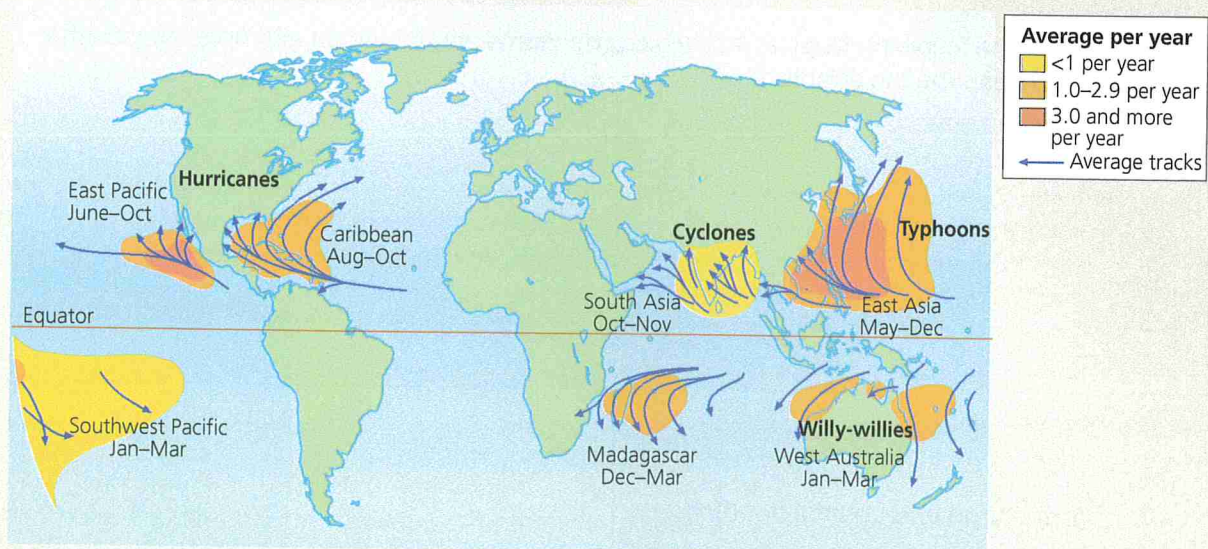 Average per year
<1 per year
1.0–2.9 per year
3.0 and more
per year
Average tracks
Hurricanes
East Pacific
June–Oct
Caribbean
Aug–Oct
Cyclones
Typhoons
South Asia
Oct–Nov
East Asia
May–Dec
Equator
Southwest Pacific
Jan–Mar
Madagascar
Dec–Mar
Willy-willies
West Australia
Jan–Mar